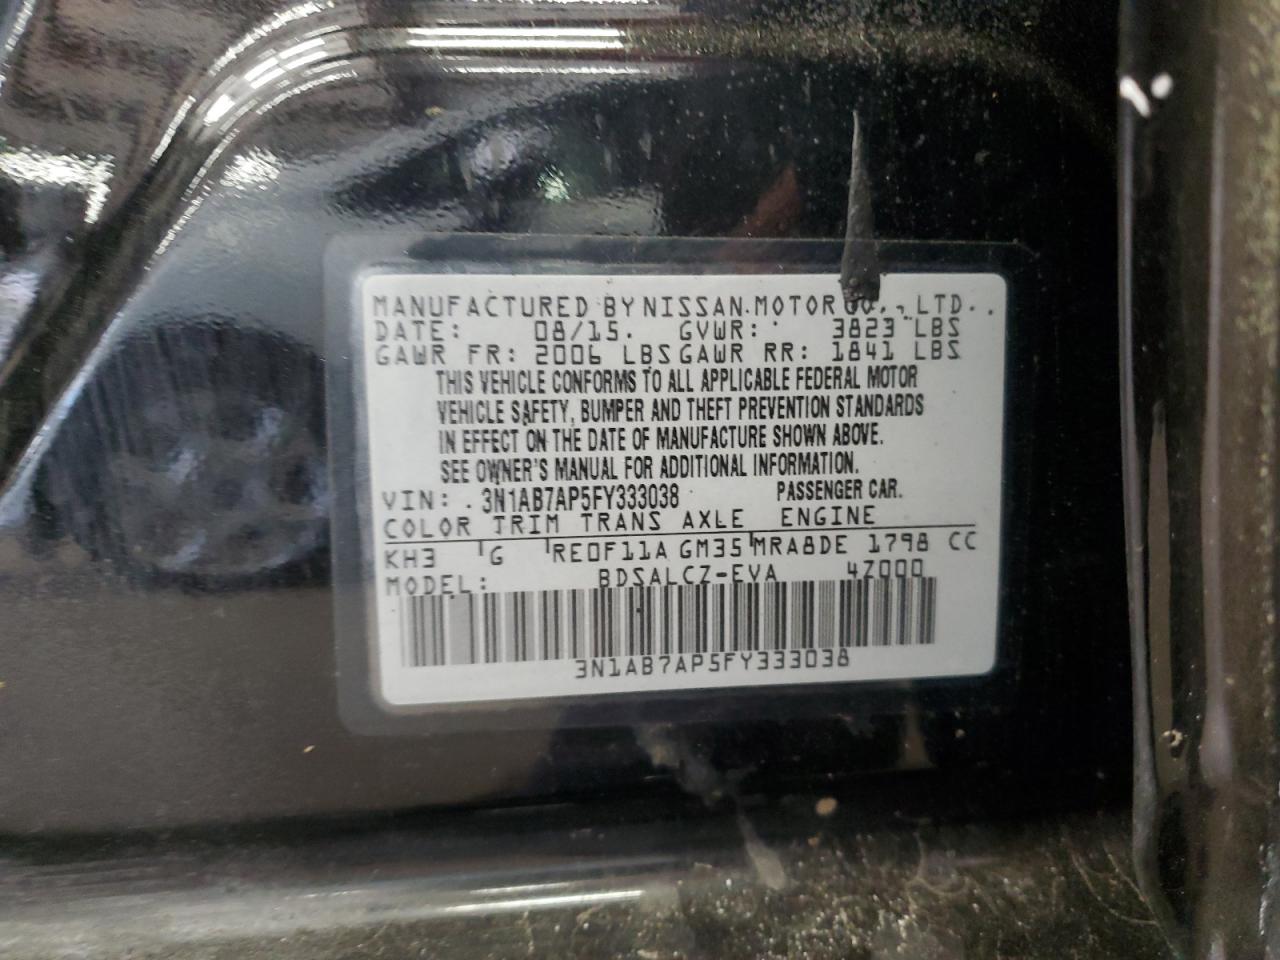 MANUFACTURED BY NISSAN MOTOR CO., LTD.
DATE: 08/15 GVWR: 3823 LBS
GAWR FR: 2006 LBS GAWR RR: 1841 LBS
THIS VEHICLE CONFORMS TO ALL APPLICABLE FEDERAL MOTOR
VEHICLE SAFETY, BUMPER AND THEFT PREVENTION STANDARDS
IN EFFECT ON THE DATE OF MANUFACTURE SHOWN ABOVE.
SEE OWNER'S MANUAL FOR ADDITIONAL INFORMATION.
VIN: 3N1AB7AP5FY333038 PASSENGER CAR.
COLOR TRIM TRANS AXLE ENGINE
KH3 G RE0F11A GM35 MRA8DE 1798 CC
MODEL: BDSALCZ-EVA 4Z000
3N1AB7AP5FY333038